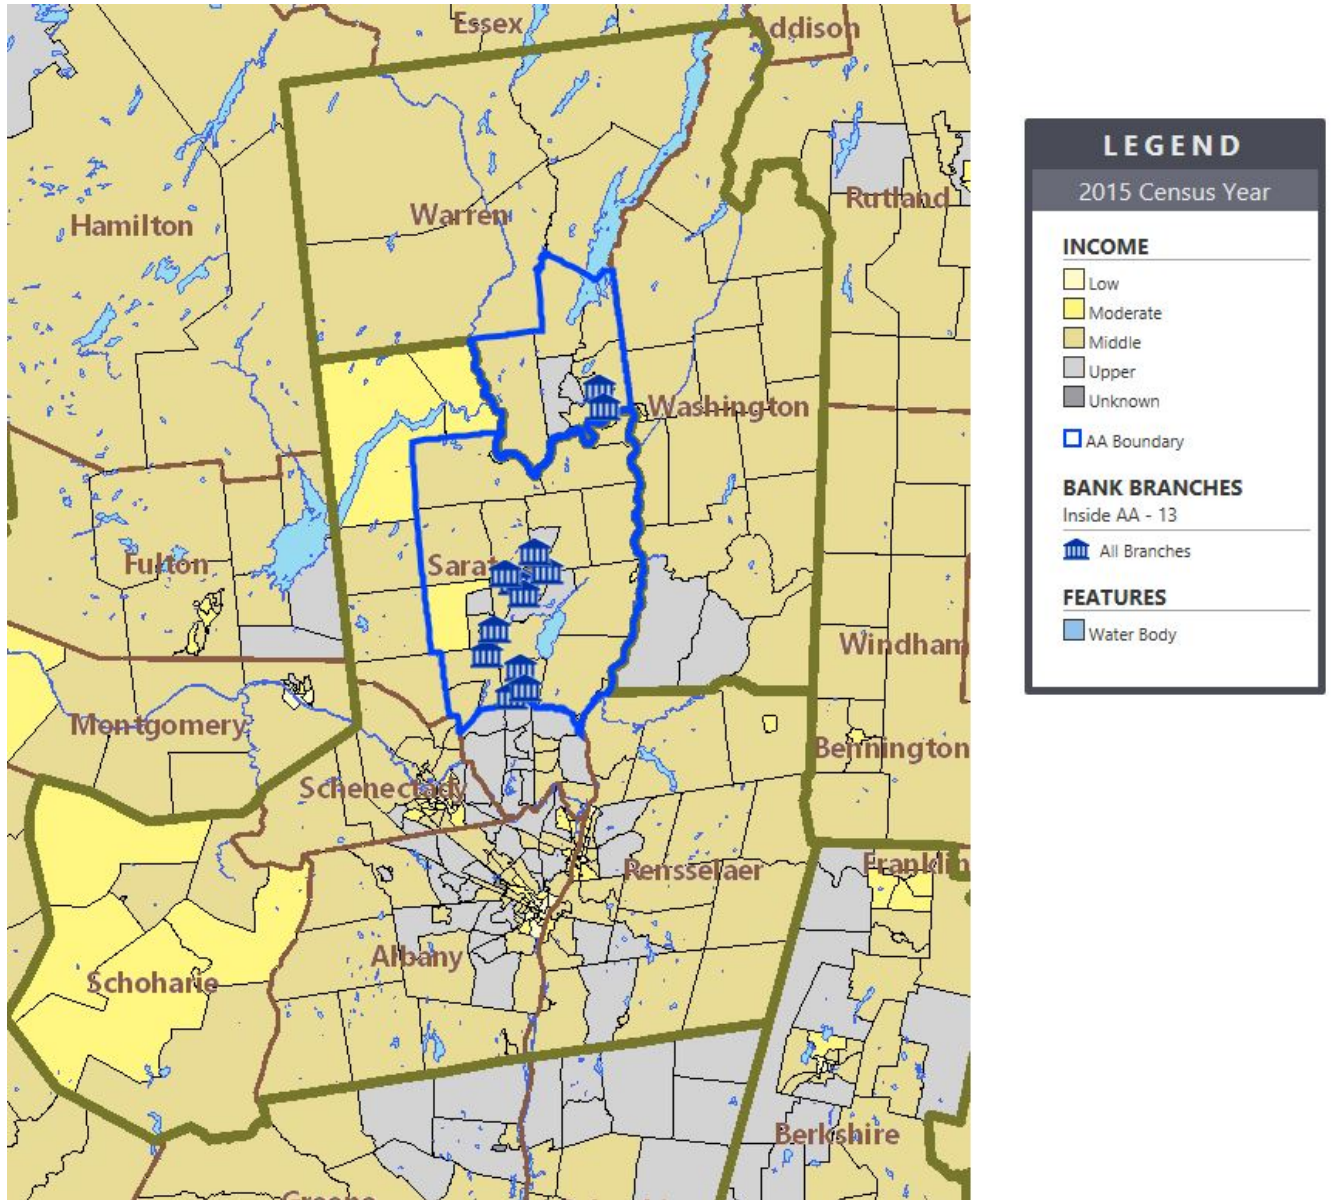 Essex
Addison
LEGEND
2015 Census Year
Hamilton
Warren
Rutland
INCOME
Low
Moderate
Middle
Upper
Unknown
AA Boundary
Washington
BANK BRANCHES
Inside AA - 13
All Branches
Fulton
Sarat
FEATURES
Water Body
Windham
Montgomery
Bennington
Schenectady
Rensselaer
Franklin
Albany
Schoharie
Berkshire
Greene